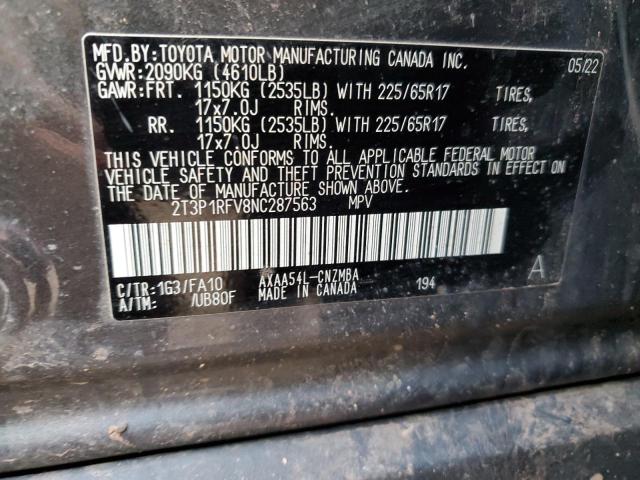 MFD. BY: TOYOTA MOTOR MANUFACTURING CANADA INC. 05/22
GVWR: 2090KG (4610LB)
GAWR: FRT. 1150KG (2535LB) WITH 225/65R17 TIRES,
17x7.0J RIMS.
RR. 1150KG (2535LB) WITH 225/65R17 TIRES,
17x7.0J RIMS.
THIS VEHICLE CONFORMS TO ALL APPLICABLE FEDERAL MOTOR
VEHICLE SAFETY AND THEFT PREVENTION STANDARDS IN EFFECT ON
THE DATE OF MANUFACTURE SHOWN ABOVE.
2T3P1RFV8NC287563 MPV
C/TR: 1G3/FA10 AXAA54L-CNZMBA 194 A
A/TM: /UB80F MADE IN CANADA